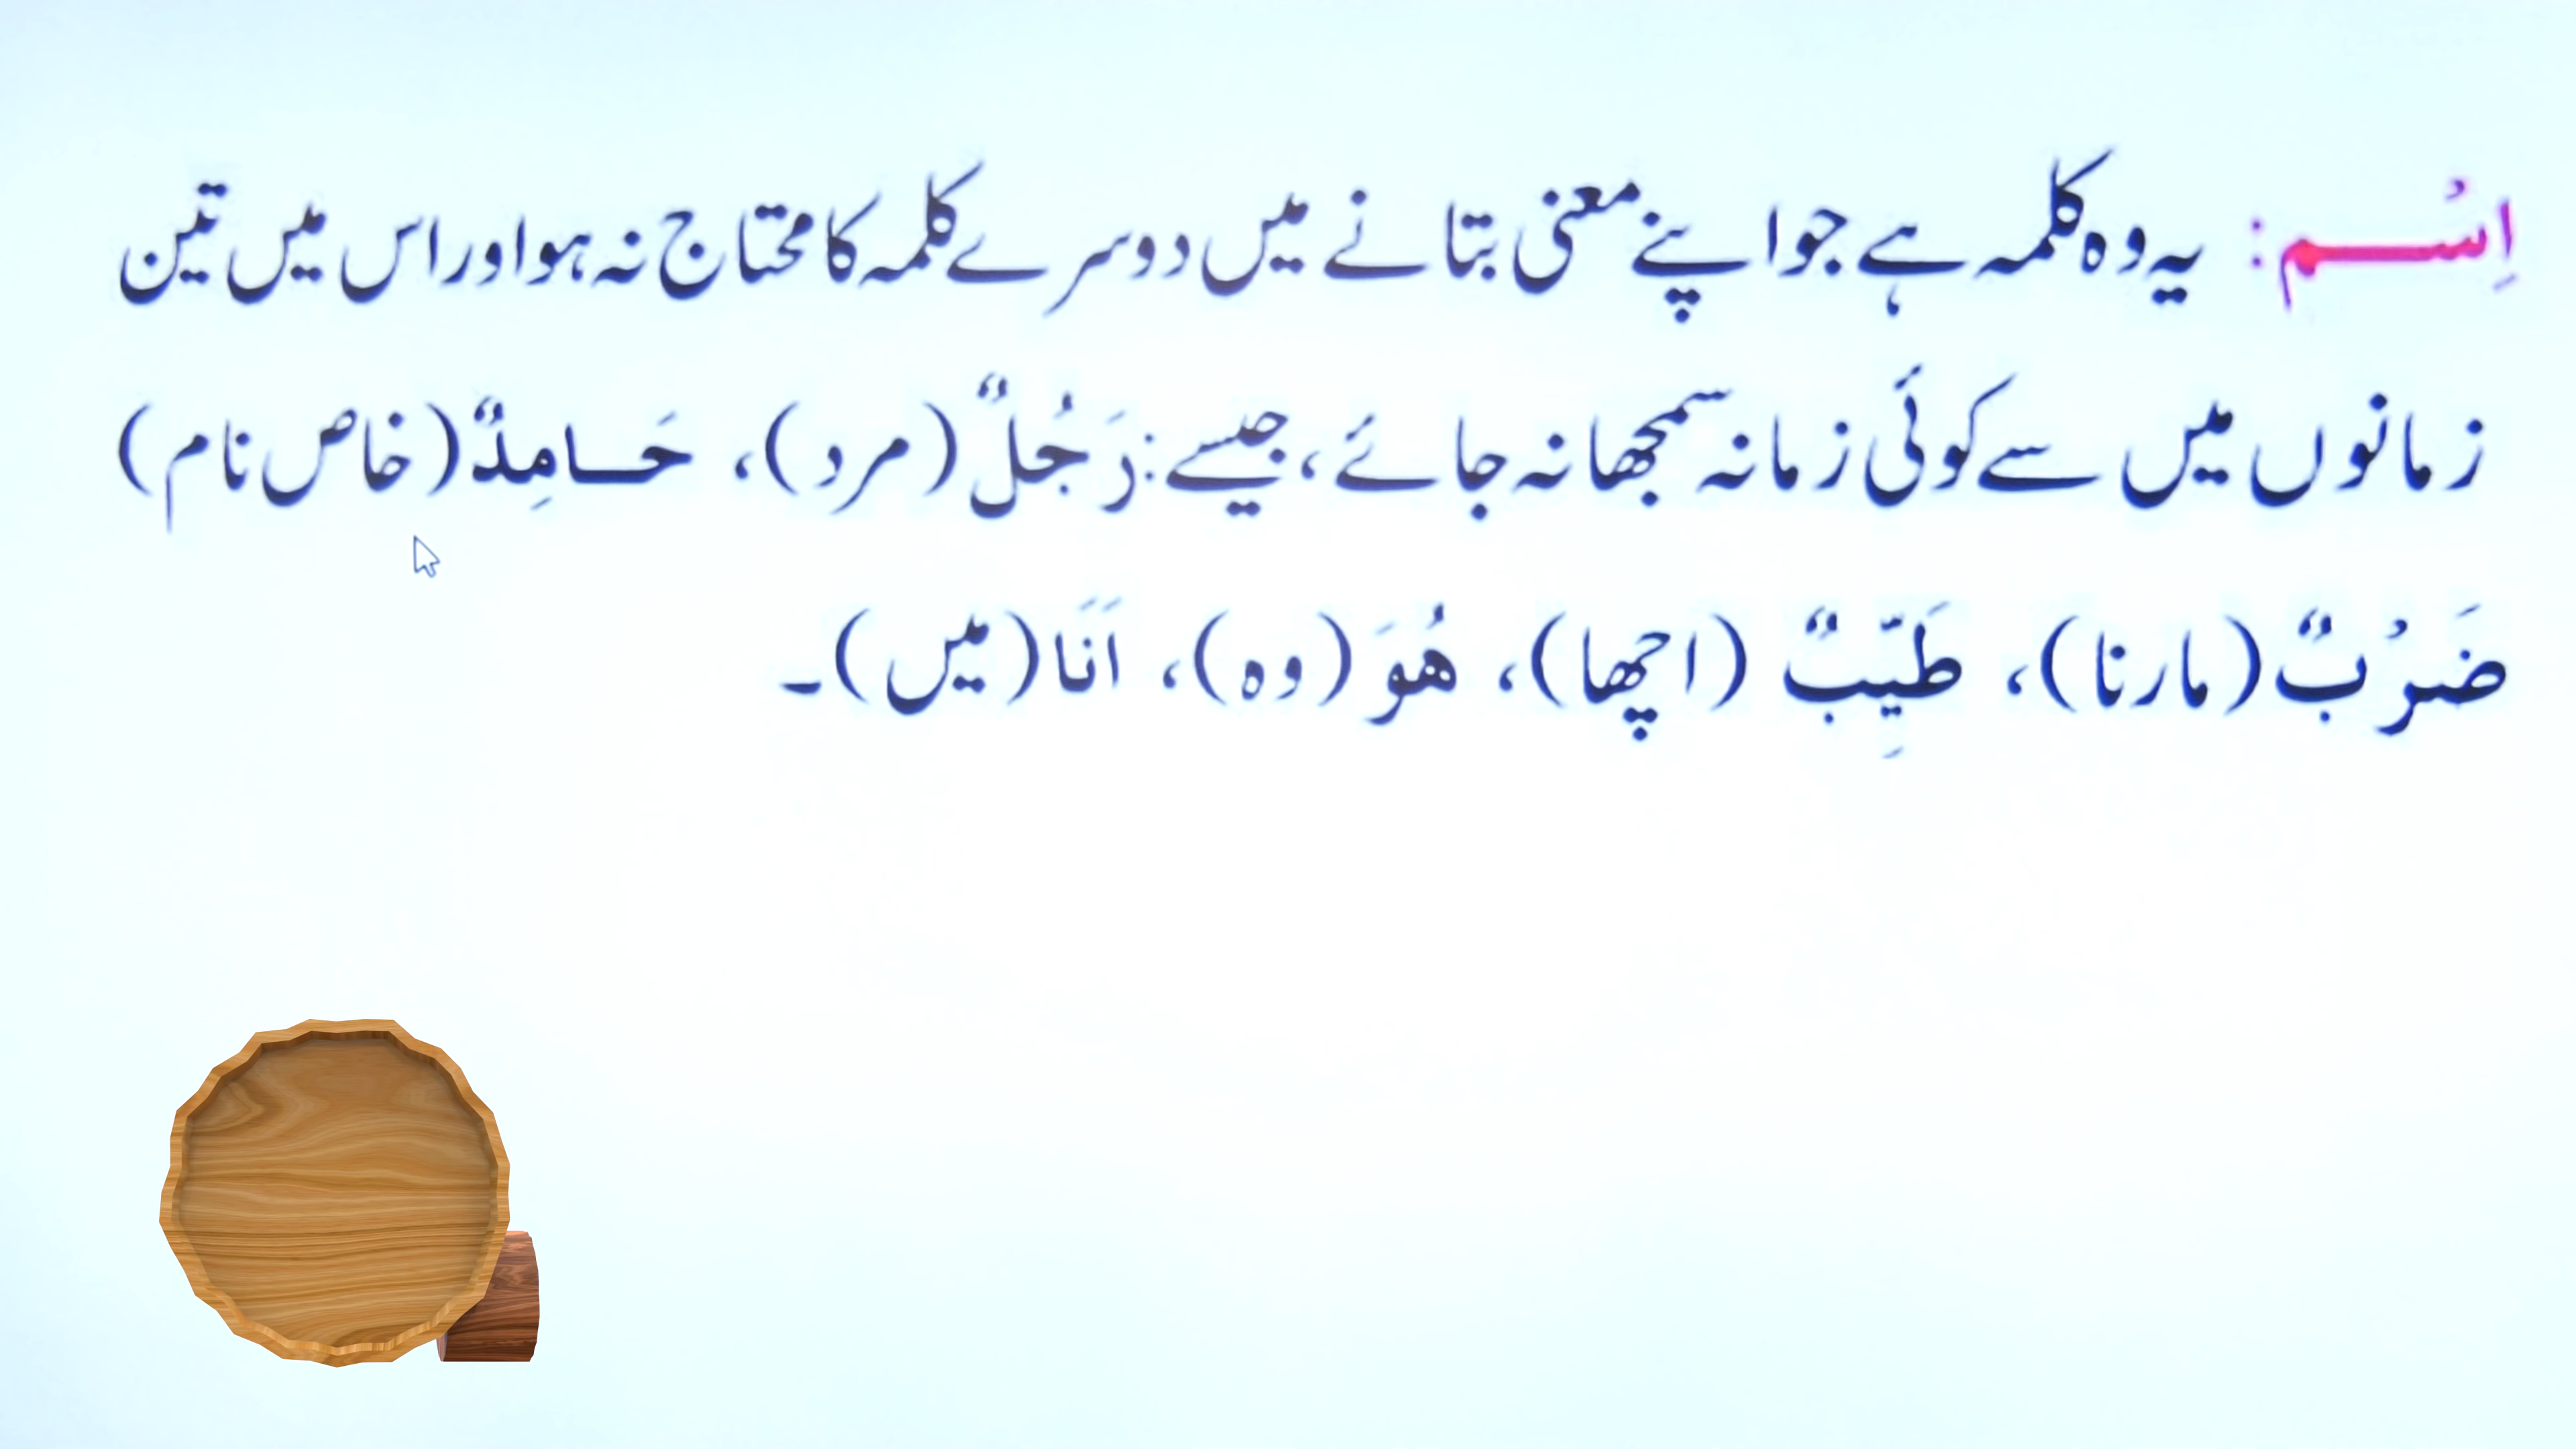 اِسْم: یہ وہ کلمہ ہے جو اپنے معنی بتانے میں دوسرے کلمہ کا محتاج نہ ہو اور اس میں تین
زمانوں میں سے کوئی زمانہ سمجھا نہ جائے، جیسے: رَجُلٌ (مرد)، حَامِدٌ (خاص نام)
ضَرْبٌ (مارنا)، طَیِّبٌ (اچھا)، هُوَ (وہ)، اَنَا (میں)۔